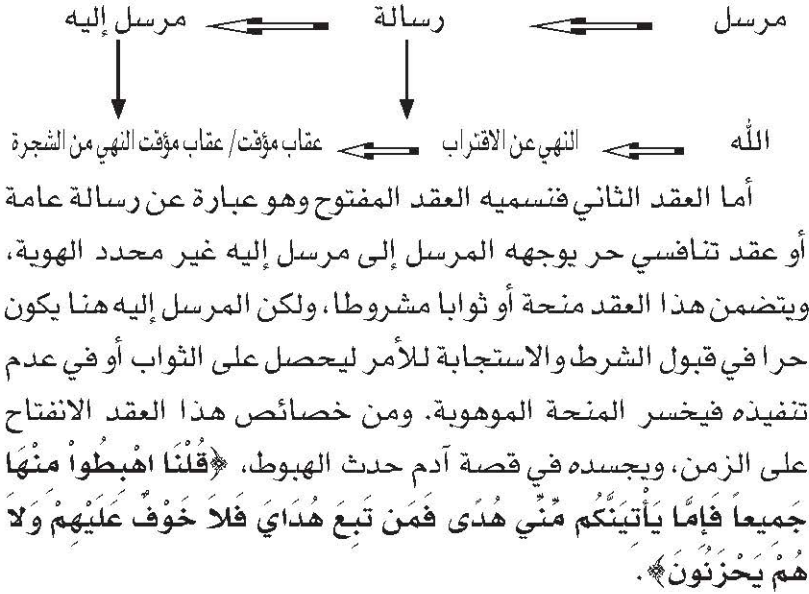 مرسل رسالة مرسل إليه
الله النهي عن الاقتراب عقاب مؤقت/ عقاب مؤقت النهي من الشجرة
أما العقد الثاني فنسميه العقد المفتوح وهو عبارة عن رسالة عامة
أو عقد تنافسي حر يوجهه المرسل إلى مرسل إليه غير محدد الهوية،
ويتضمن هذا العقد منحة أو ثوابا مشروطا، ولكن المرسل إليه هنا يكون
حرا في قبول الشرط والاستجابة للأمر ليحصل على الثواب أو في عدم
تنفيذه فيخسر المنحة الموهوبة. ومن خصائص هذا العقد الانفتاح
على الزمن، ويجسده في قصة آدم حدث الهبوط، ﴿قُلْنَا اهْبِطُواْ مِنْهَا
جَمِيعاً فَإِمَّا يَأْتِيَنَّكُم مِّنِّي هُدًى فَمَن تَبِعَ هُدَايَ فَلاَ خَوْفٌ عَلَيْهِمْ وَلاَ
هُمْ يَحْزَنُونَ﴾.